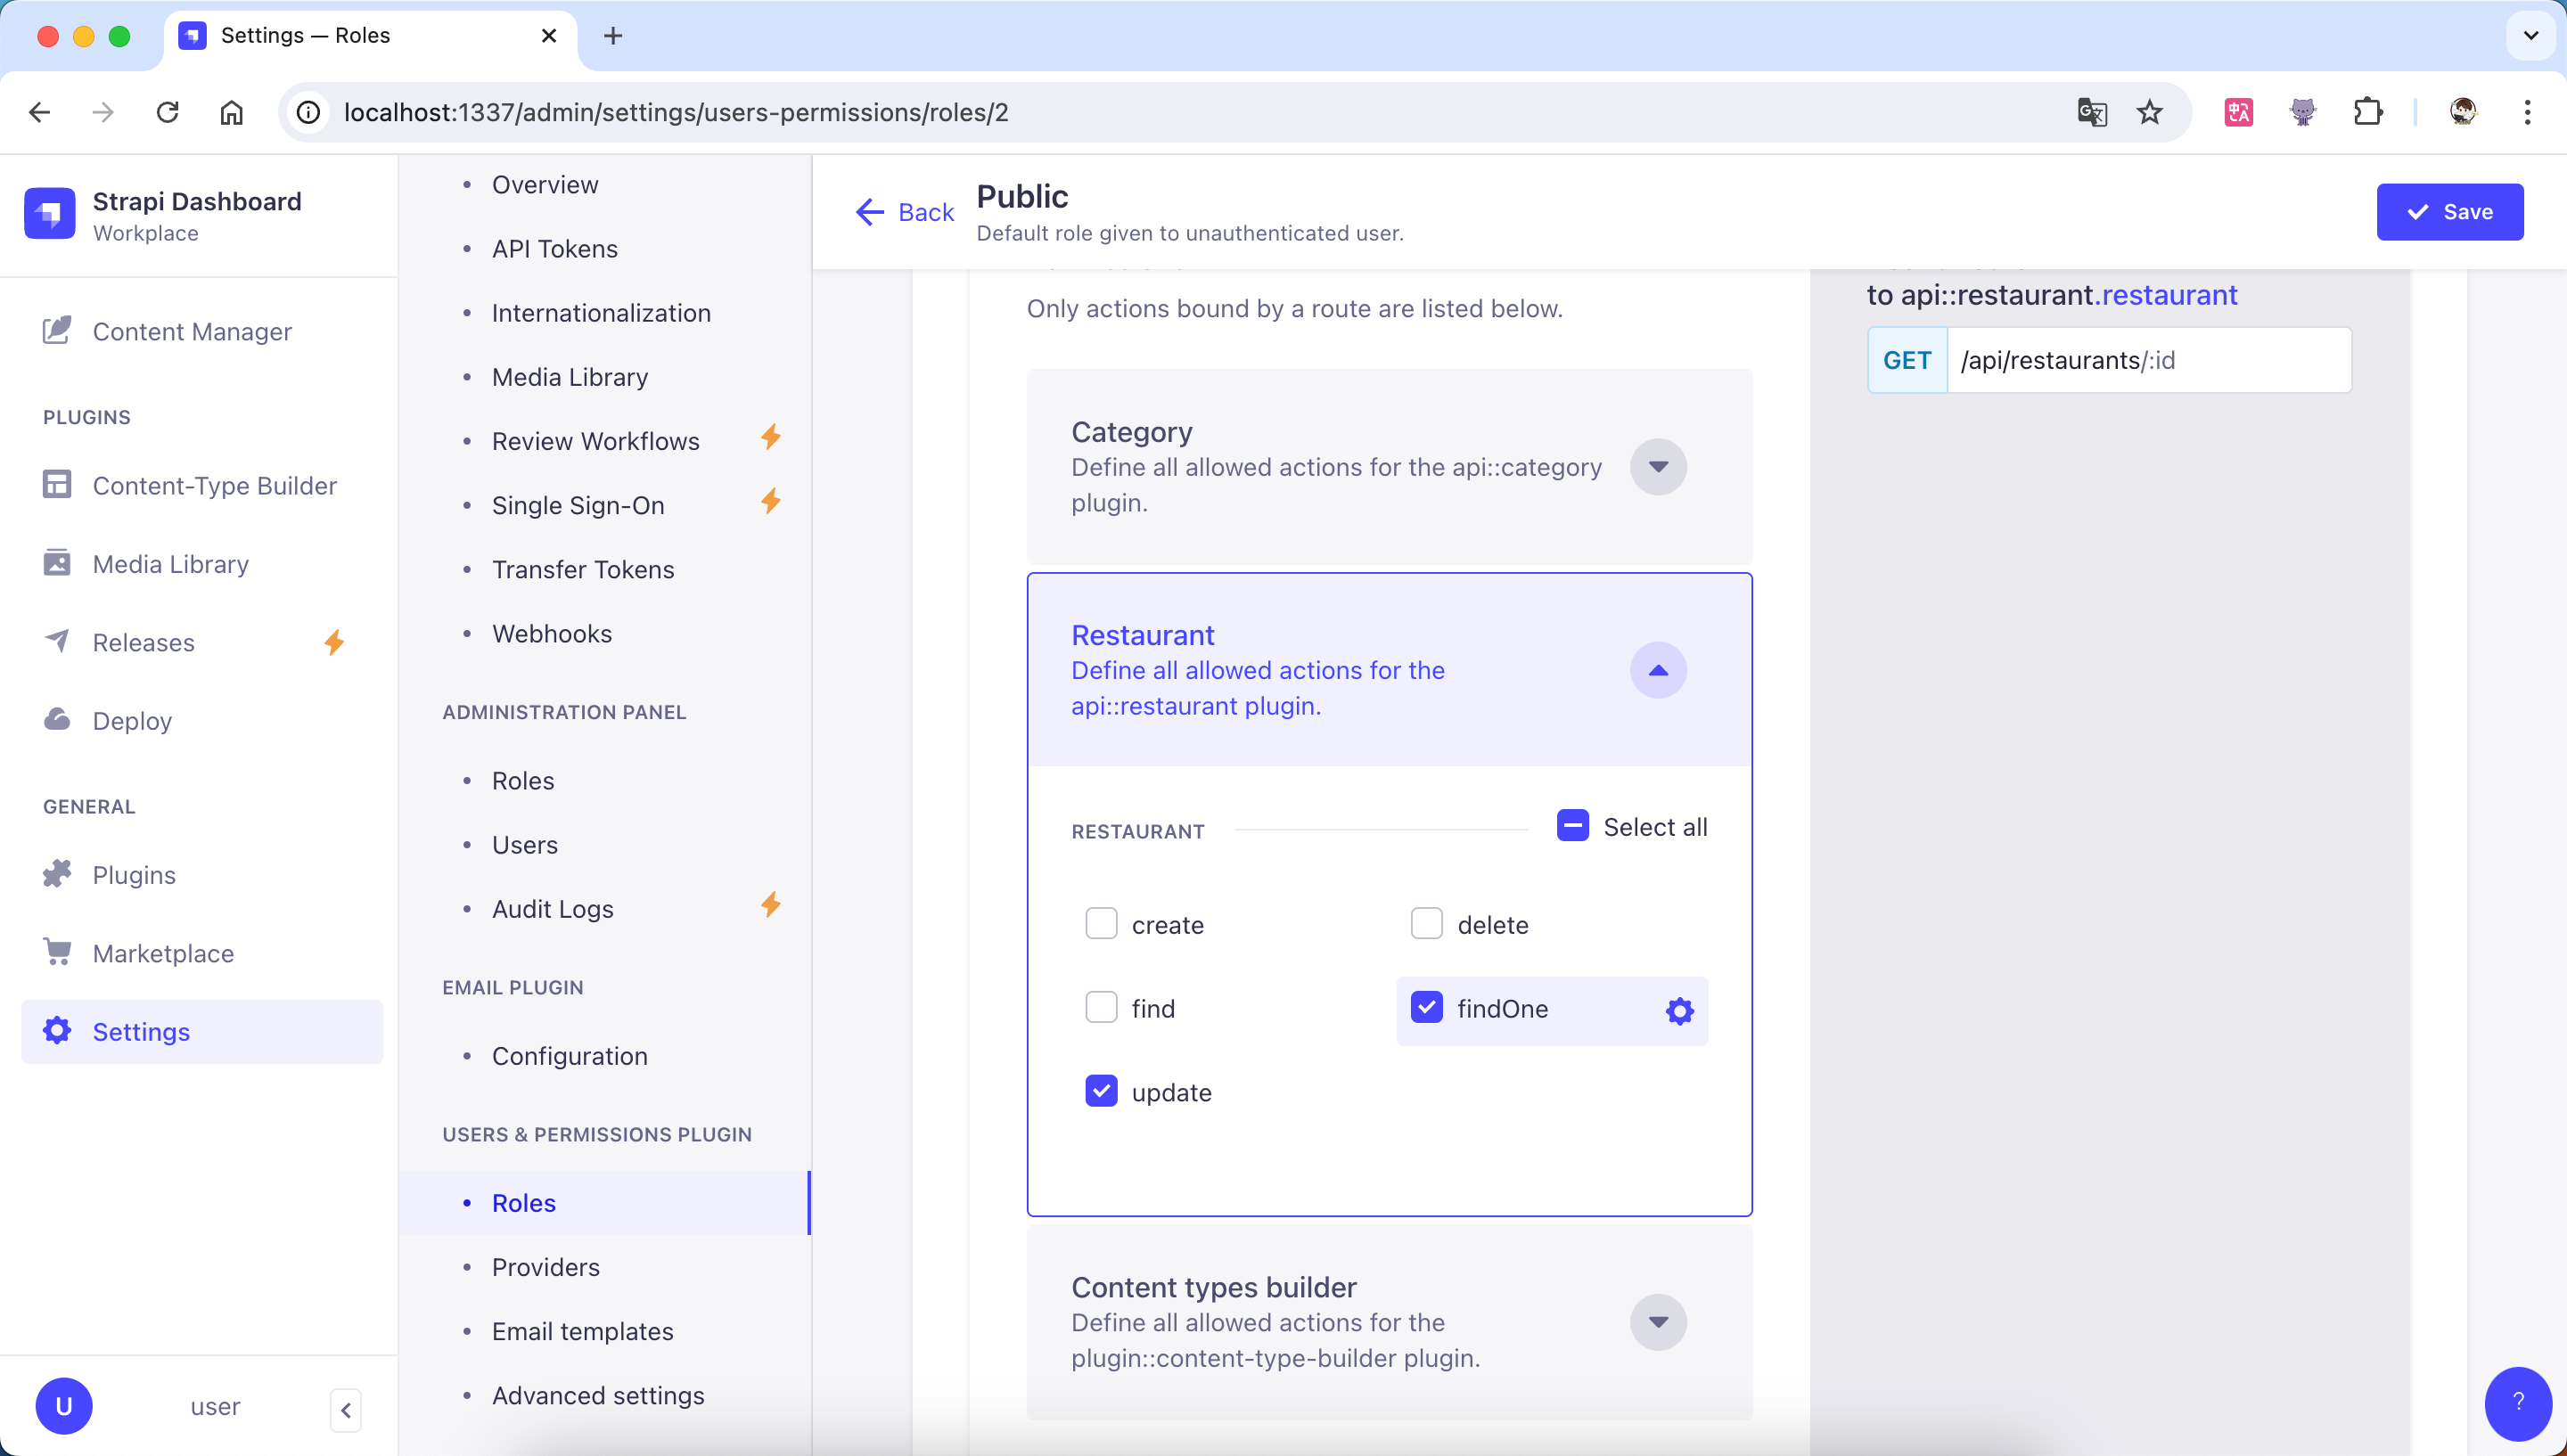 Settings — Roles
localhost:1337/admin/settings/users-permissions/roles/2
Strapi Dashboard
Workplace
Content Manager
PLUGINS
Content-Type Builder
Media Library
Releases
Deploy
GENERAL
Plugins
Marketplace
Settings
U
user
Overview
API Tokens
Internationalization
Media Library
Review Workflows
Single Sign-On
Transfer Tokens
Webhooks
ADMINISTRATION PANEL
Roles
Users
Audit Logs
EMAIL PLUGIN
Configuration
USERS & PERMISSIONS PLUGIN
Roles
Providers
Email templates
Advanced settings
Back
Public
Default role given to unauthenticated user.
Save
Only actions bound by a route are listed below.
Category
Define all allowed actions for the api::category
plugin.
Restaurant
Define all allowed actions for the
api::restaurant plugin.
RESTAURANT
Select all
create
delete
find
findOne
update
Content types builder
Define all allowed actions for the
plugin::content-type-builder plugin.
to api::restaurant.restaurant
GET /api/restaurants/:id
?